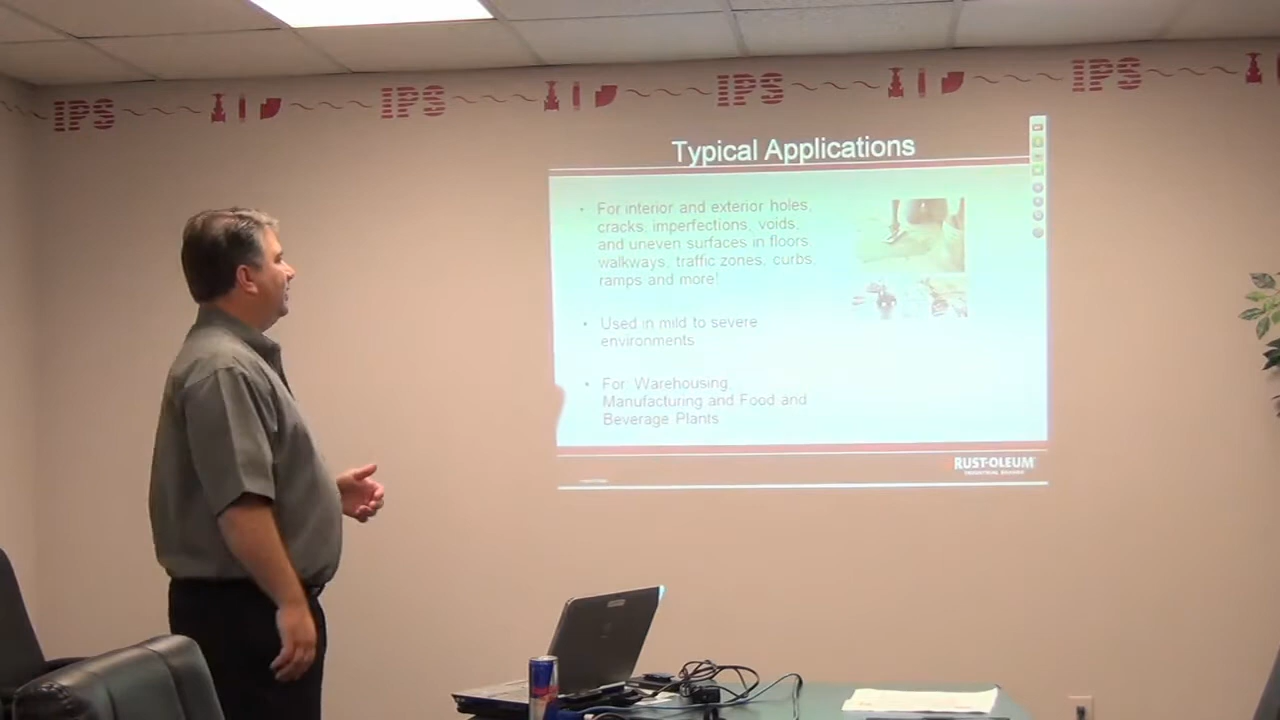 IPS
IPS
IPS
IPS
Typical Applications
• For interior and exterior holes,
cracks, imperfections, voids,
and uneven surfaces in floors,
walkways, traffic zones, curbs,
ramps and more!
• Used in mild to severe
environments
• For: Warehousing,
Manufacturing and Food and
Beverage Plants
RUST-OLEUM
INDUSTRIAL BRANDS